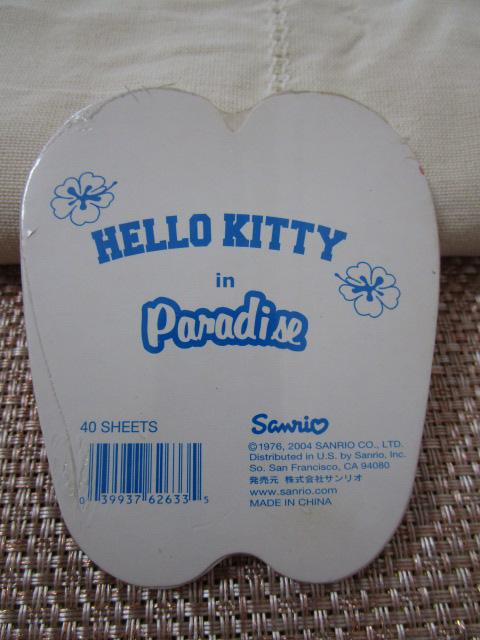 HELLO KITTY
in
Paradise
40 SHEETS
0 39937 62633 5
Sanrio
©1976, 2004 SANRIO CO., LTD.
Distributed in U.S. by Sanrio, Inc.
So. San Francisco, CA 94080
発売元 株式会社サンリオ
www.sanrio.com
MADE IN CHINA